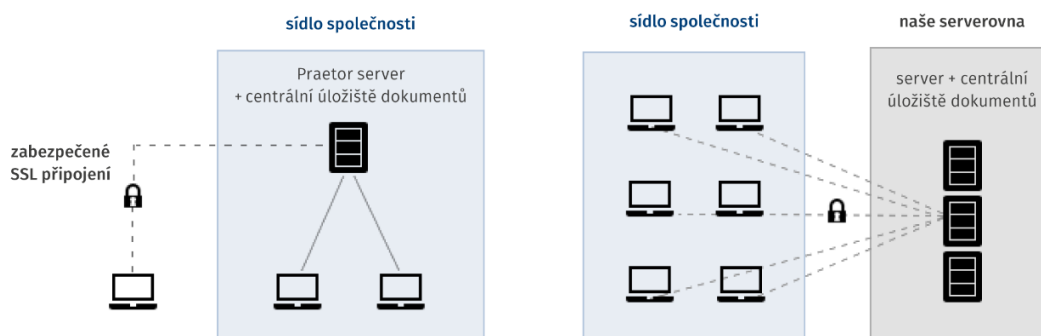 sídlo společnosti
Praetor server
+ centrální úložiště dokumentů
zabezpečené
SSL připojení
sídlo společnosti
naše serverovna
server + centrální
úložiště dokumentů